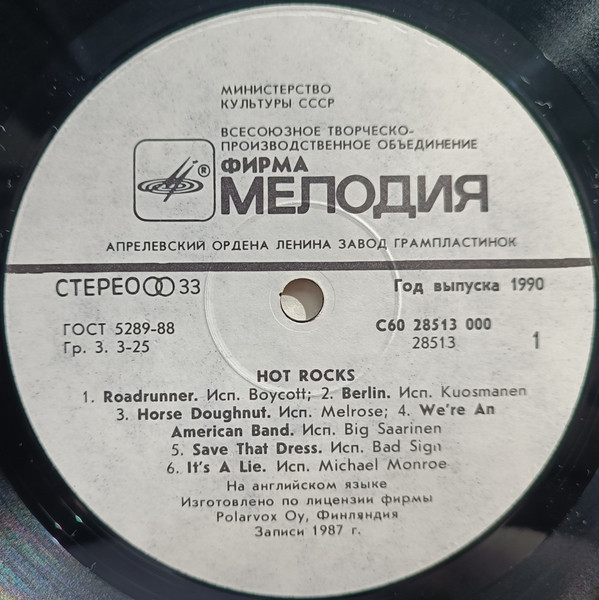 МИНИСТЕРСТВО
КУЛЬТУРЫ СССР
ВСЕСОЮЗНОЕ ТВОРЧЕСКО-
ПРОИЗВОДСТВЕННОЕ ОБЪЕДИНЕНИЕ
®
ФИРМА
МЕЛОДИЯ
АПРЕЛЕВСКИЙ ОРДЕНА ЛЕНИНА ЗАВОД ГРАМПЛАСТИНОК
СТЕРЕО 33
Год выпуска 1990
ГОСТ 5289-88
С60 28513 000
Гр. 3. 3-25
28513
1
HOT ROCKS
1. Roadrunner. Исп. Boycott; 2. Berlin. Исп. Kuosmanen
3. Horse Doughnut. Исп. Melrose; 4. We're An
American Band. Исп. Big Saarinen
5. Save That Dress. Исп. Bad Sign
6. It's A Lie. Исп. Michael Monroe
На английском языке
Изготовлено по лицензии фирмы
Polarvox Oy, Финляндия
Записи 1987 г.